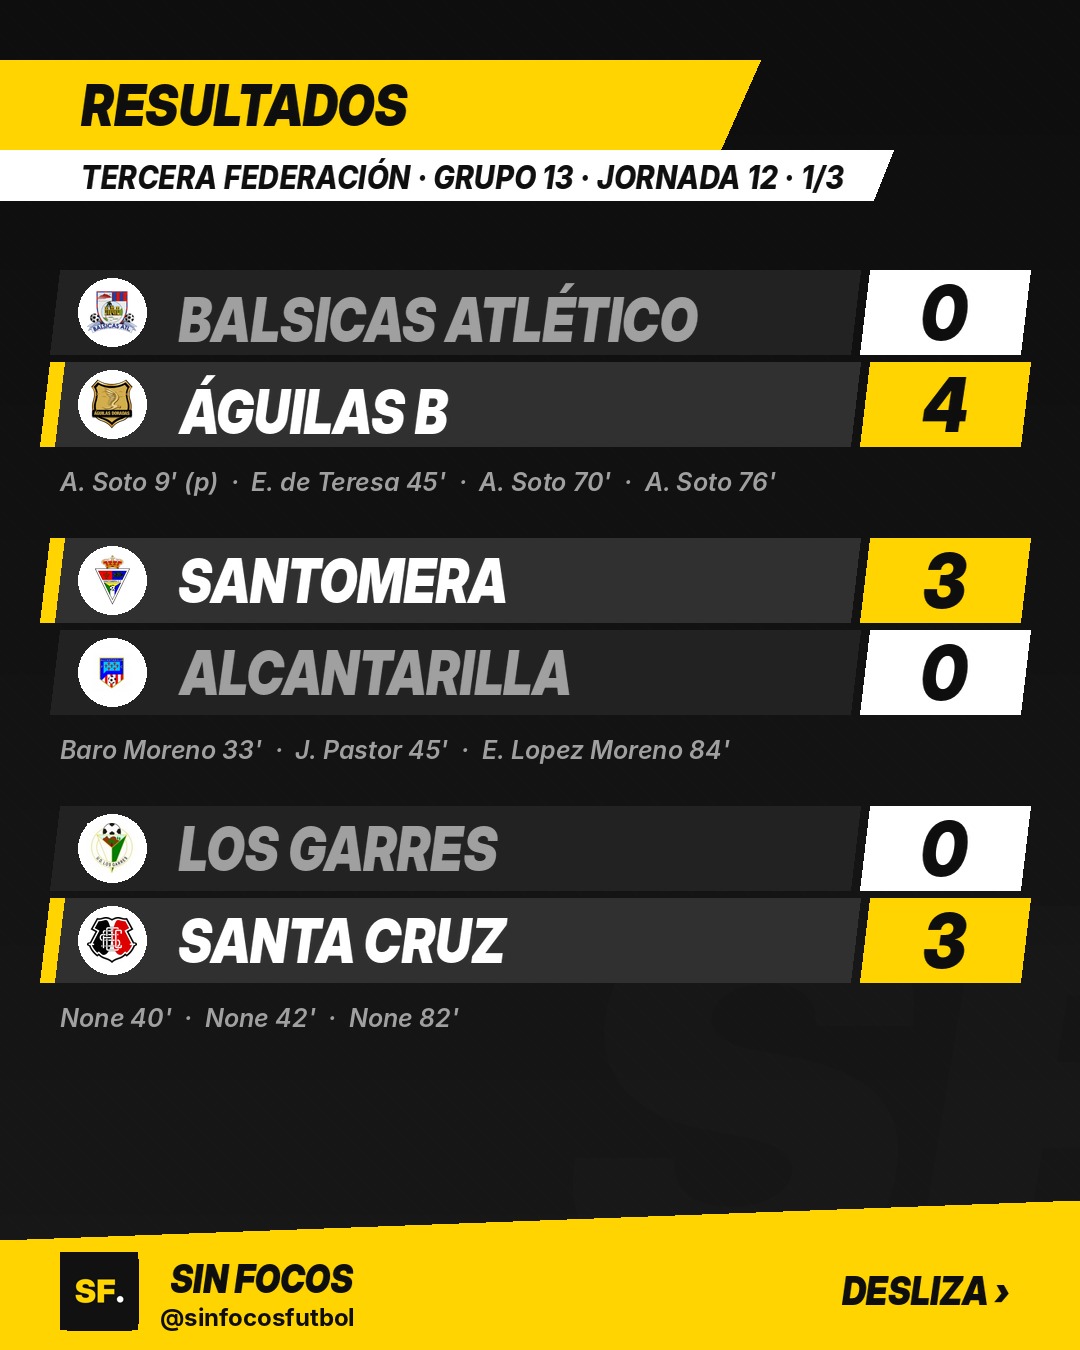 RESULTADOS
TERCERA FEDERACIÓN · GRUPO 13 · JORNADA 12 · 1/3
BALSICAS ATLÉTICO 0
ÁGUILAS B 4
A. Soto 9' (p) · E. de Teresa 45' · A. Soto 70' · A. Soto 76'
SANTOMERA 3
ALCANTARILLA 0
Baro Moreno 33' · J. Pastor 45' · E. Lopez Moreno 84'
LOS GARRES 0
SANTA CRUZ 3
None 40' · None 42' · None 82'
SF.
SIN FOCOS
@sinfocosfutbol
DESLIZA ›